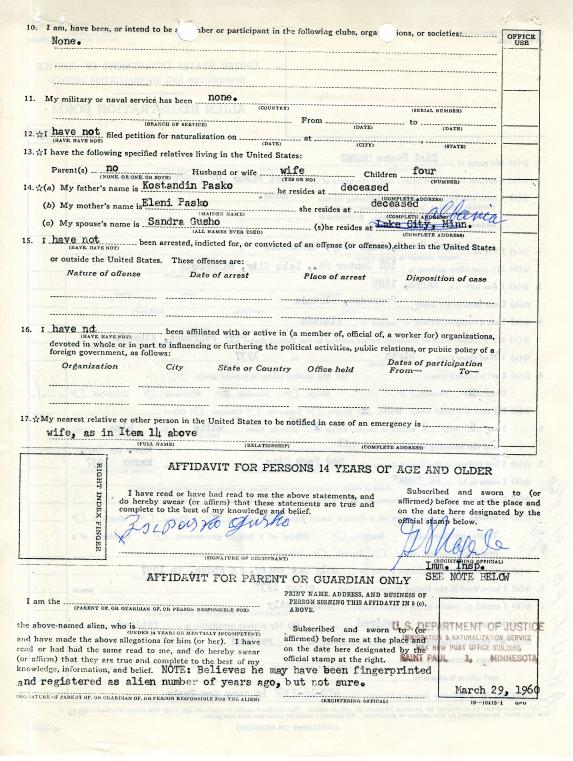 10. I am, have been, or intend to be a member or participant in the following clubs, organizations, or societies:
None.
OFFICE USE
11. My military or naval service has been none.
(COUNTRY) (SERIAL NUMBER)
From to
(BRANCH OF SERVICE) (DATE) (DATE)
12.☆I have not filed petition for naturalization on at
(HAVE, HAVE NOT) (DATE) (CITY) (STATE)
13.☆I have the following specified relatives living in the United States:
Parent(s) no Husband or wife wife Children four
(NONE, OR ONE, OR BOTH) (YES OR NO) (NUMBER)
14.☆(a) My father's name is Kostandin Pasko he resides at deceased
(COMPLETE ADDRESS)
(b) My mother's name is Eleni Pasko she resides at deceased
(MAIDEN NAME) (COMPLETE ADDRESS)
albania
(c) My spouse's name is Sandra Gusho (s)he resides at Lake City, Minn.
(ALL NAMES EVER USED) (COMPLETE ADDRESS)
15. I have not been arrested, indicted for, or convicted of an offense (or offenses) either in the United States
(HAVE, HAVE NOT)
or outside the United States. These offenses are:
Nature of offense Date of arrest Place of arrest Disposition of case
16. I have nd been affiliated with or active in (a member of, official of, a worker for) organizations,
(HAVE, HAVE NOT)
devoted in whole or in part to influencing or furthering the political activities, public relations, or public policy of a
foreign government, as follows:
Dates of participation
Organization City State or Country Office held From— To—
17.☆My nearest relative or other person in the United States to be notified in case of an emergency is
wife, as in Item 14 above
(FULL NAME) (RELATIONSHIP) (COMPLETE ADDRESS)
RIGHT INDEX FINGER
AFFIDAVIT FOR PERSONS 14 YEARS OF AGE AND OLDER
I have read or have had read to me the above statements, and
do hereby swear (or affirm) that these statements are true and
complete to the best of my knowledge and belief.
Gusho
(SIGNATURE OF REGISTRANT)
Subscribed and sworn to (or
affirmed) before me at the place and
on the date here designated by the
official stamp below.
(REGISTERING OFFICIAL)
Imm. Insp.
SEE NOTE BELOW
AFFIDAVIT FOR PARENT OR GUARDIAN ONLY
I am the
(PARENT OF, OR GUARDIAN OF, OR PERSON RESPONSIBLE FOR)
the above-named alien, who is
(UNDER 14 YEARS OR MENTALLY INCOMPETENT)
and have made the above allegations for him (or her). I have
read or had had the same read to me, and do hereby swear
(or affirm) that they are true and complete to the best of my
knowledge, information, and belief.
PRINT NAME, ADDRESS, AND BUSINESS OF
PERSON SIGNING THIS AFFIDAVIT IN 9 (c),
ABOVE.
Subscribed and sworn to (or
affirmed) before me at the place and
on the date here designated by the
official stamp at the right.
NOTE: Believes he may have been fingerprinted
and registered as alien number of years ago, but not sure.
(SIGNATURE OF PARENT OF, OR GUARDIAN OF, OR PERSON RESPONSIBLE FOR THE ALIEN) (REGISTERING OFFICIAL)
U.S. DEPARTMENT OF JUSTICE
IMMIGRATION & NATURALIZATION SERVICE
NEW POST OFFICE BUILDING
SAINT PAUL 1, MINNESOTA
March 29, 1960
16—16415-1 GPO